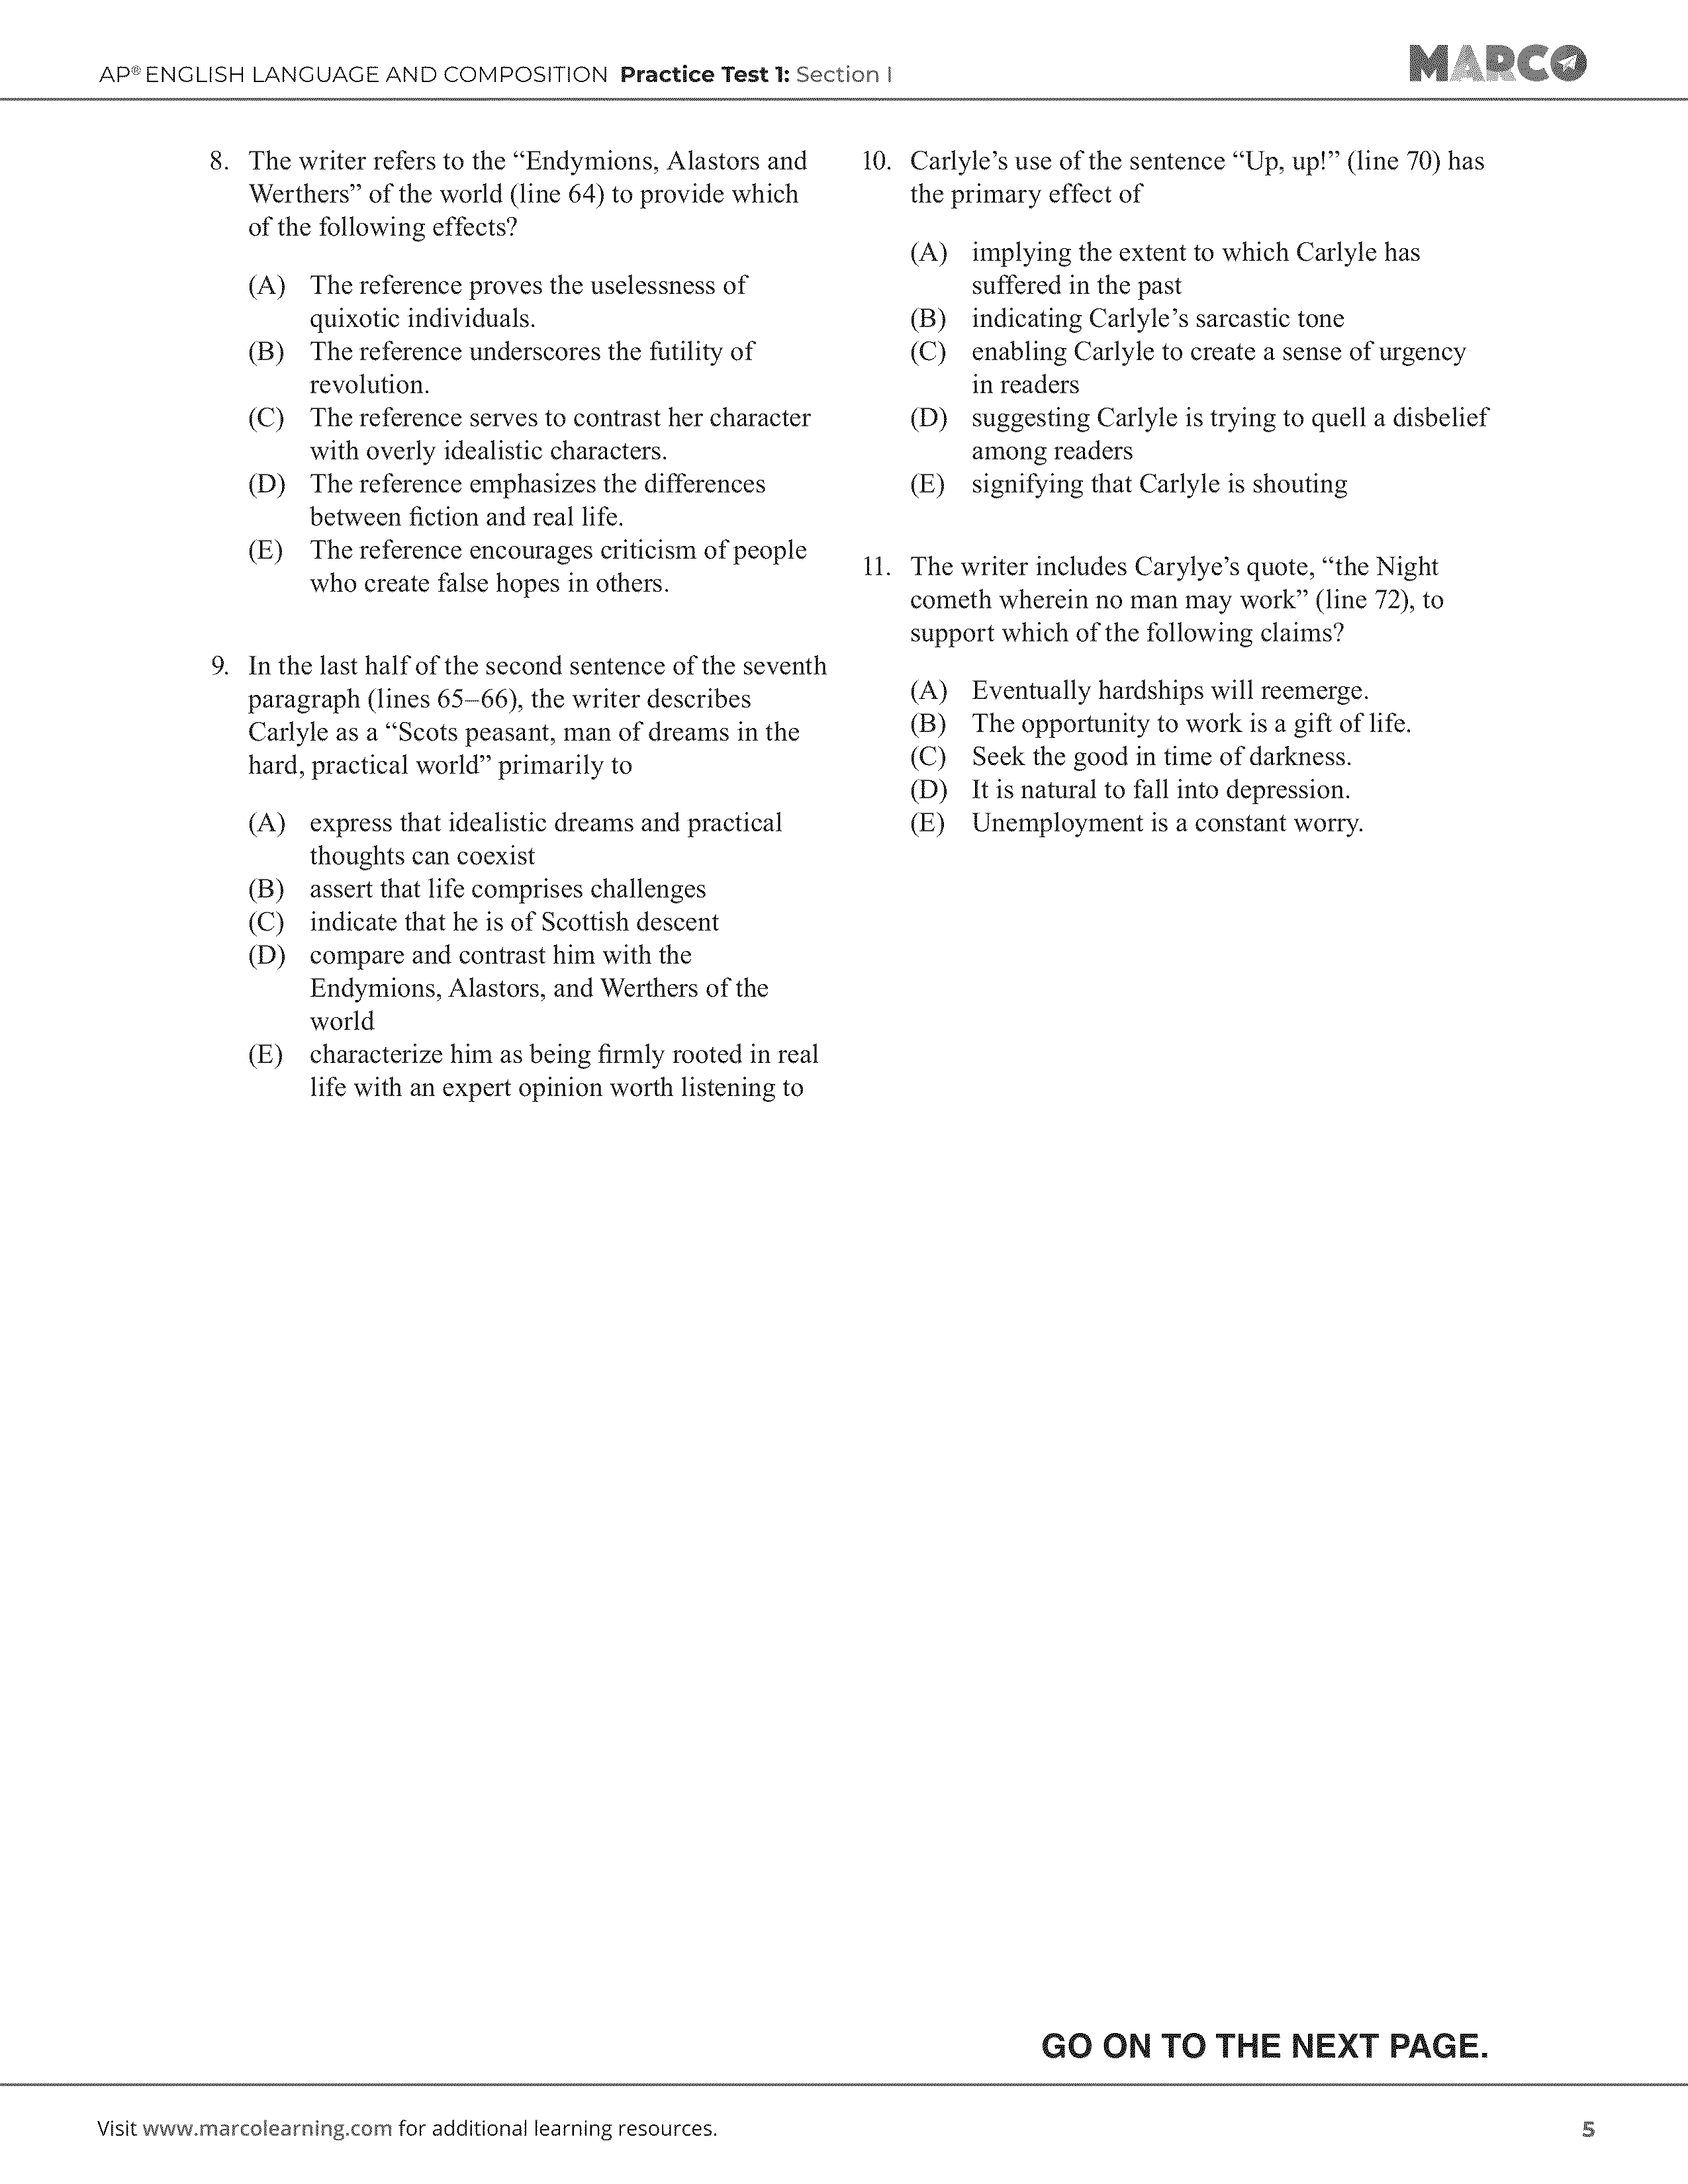 AP® ENGLISH LANGUAGE AND COMPOSITION Practice Test 1: Section I
MARCO
8. The writer refers to the “Endymions, Alastors and
Werthers” of the world (line 64) to provide which
of the following effects?
(A) The reference proves the uselessness of
quixotic individuals.
(B) The reference underscores the futility of
revolution.
(C) The reference serves to contrast her character
with overly idealistic characters.
(D) The reference emphasizes the differences
between fiction and real life.
(E) The reference encourages criticism of people
who create false hopes in others.
9. In the last half of the second sentence of the seventh
paragraph (lines 65–66), the writer describes
Carlyle as a “Scots peasant, man of dreams in the
hard, practical world” primarily to
(A) express that idealistic dreams and practical
thoughts can coexist
(B) assert that life comprises challenges
(C) indicate that he is of Scottish descent
(D) compare and contrast him with the
Endymions, Alastors, and Werthers of the
world
(E) characterize him as being firmly rooted in real
life with an expert opinion worth listening to
10. Carlyle’s use of the sentence “Up, up!” (line 70) has
the primary effect of
(A) implying the extent to which Carlyle has
suffered in the past
(B) indicating Carlyle’s sarcastic tone
(C) enabling Carlyle to create a sense of urgency
in readers
(D) suggesting Carlyle is trying to quell a disbelief
among readers
(E) signifying that Carlyle is shouting
11. The writer includes Carylye’s quote, “the Night
cometh wherein no man may work” (line 72), to
support which of the following claims?
(A) Eventually hardships will reemerge.
(B) The opportunity to work is a gift of life.
(C) Seek the good in time of darkness.
(D) It is natural to fall into depression.
(E) Unemployment is a constant worry.
GO ON TO THE NEXT PAGE.
Visit www.marcolearning.com for additional learning resources.
5